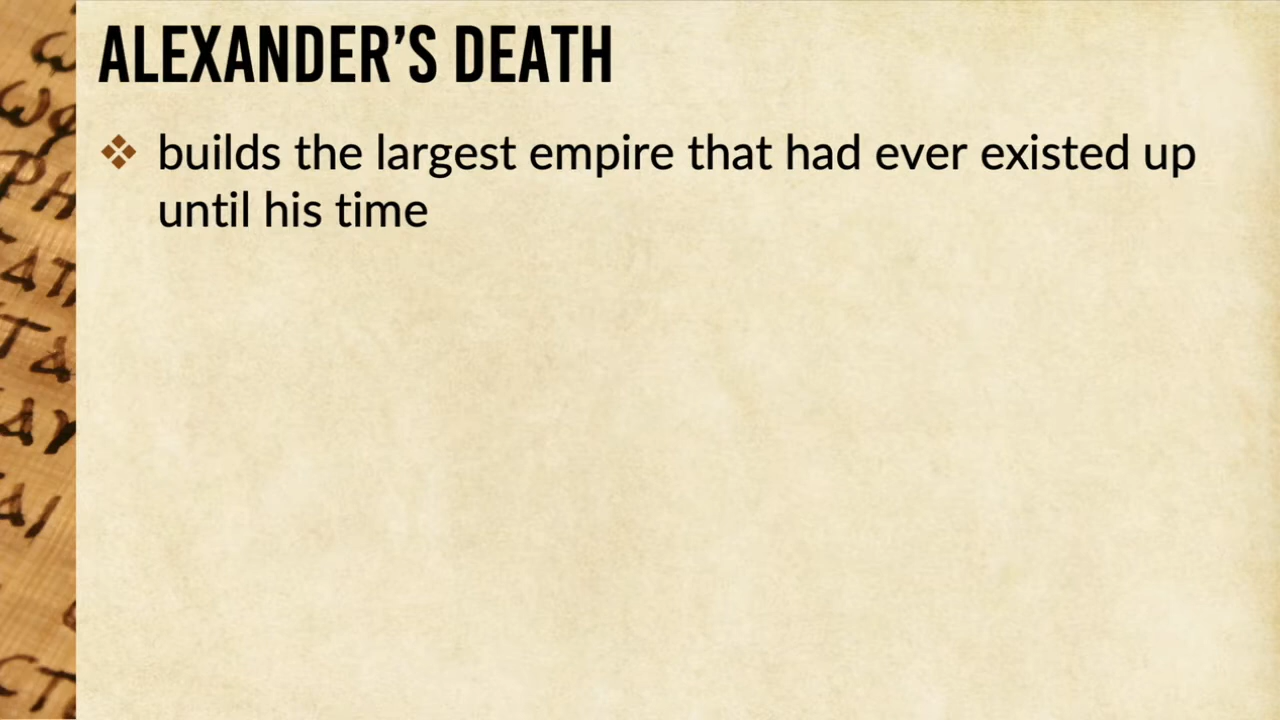 ALEXANDER’S DEATH
❖ builds the largest empire that had ever existed up
until his time